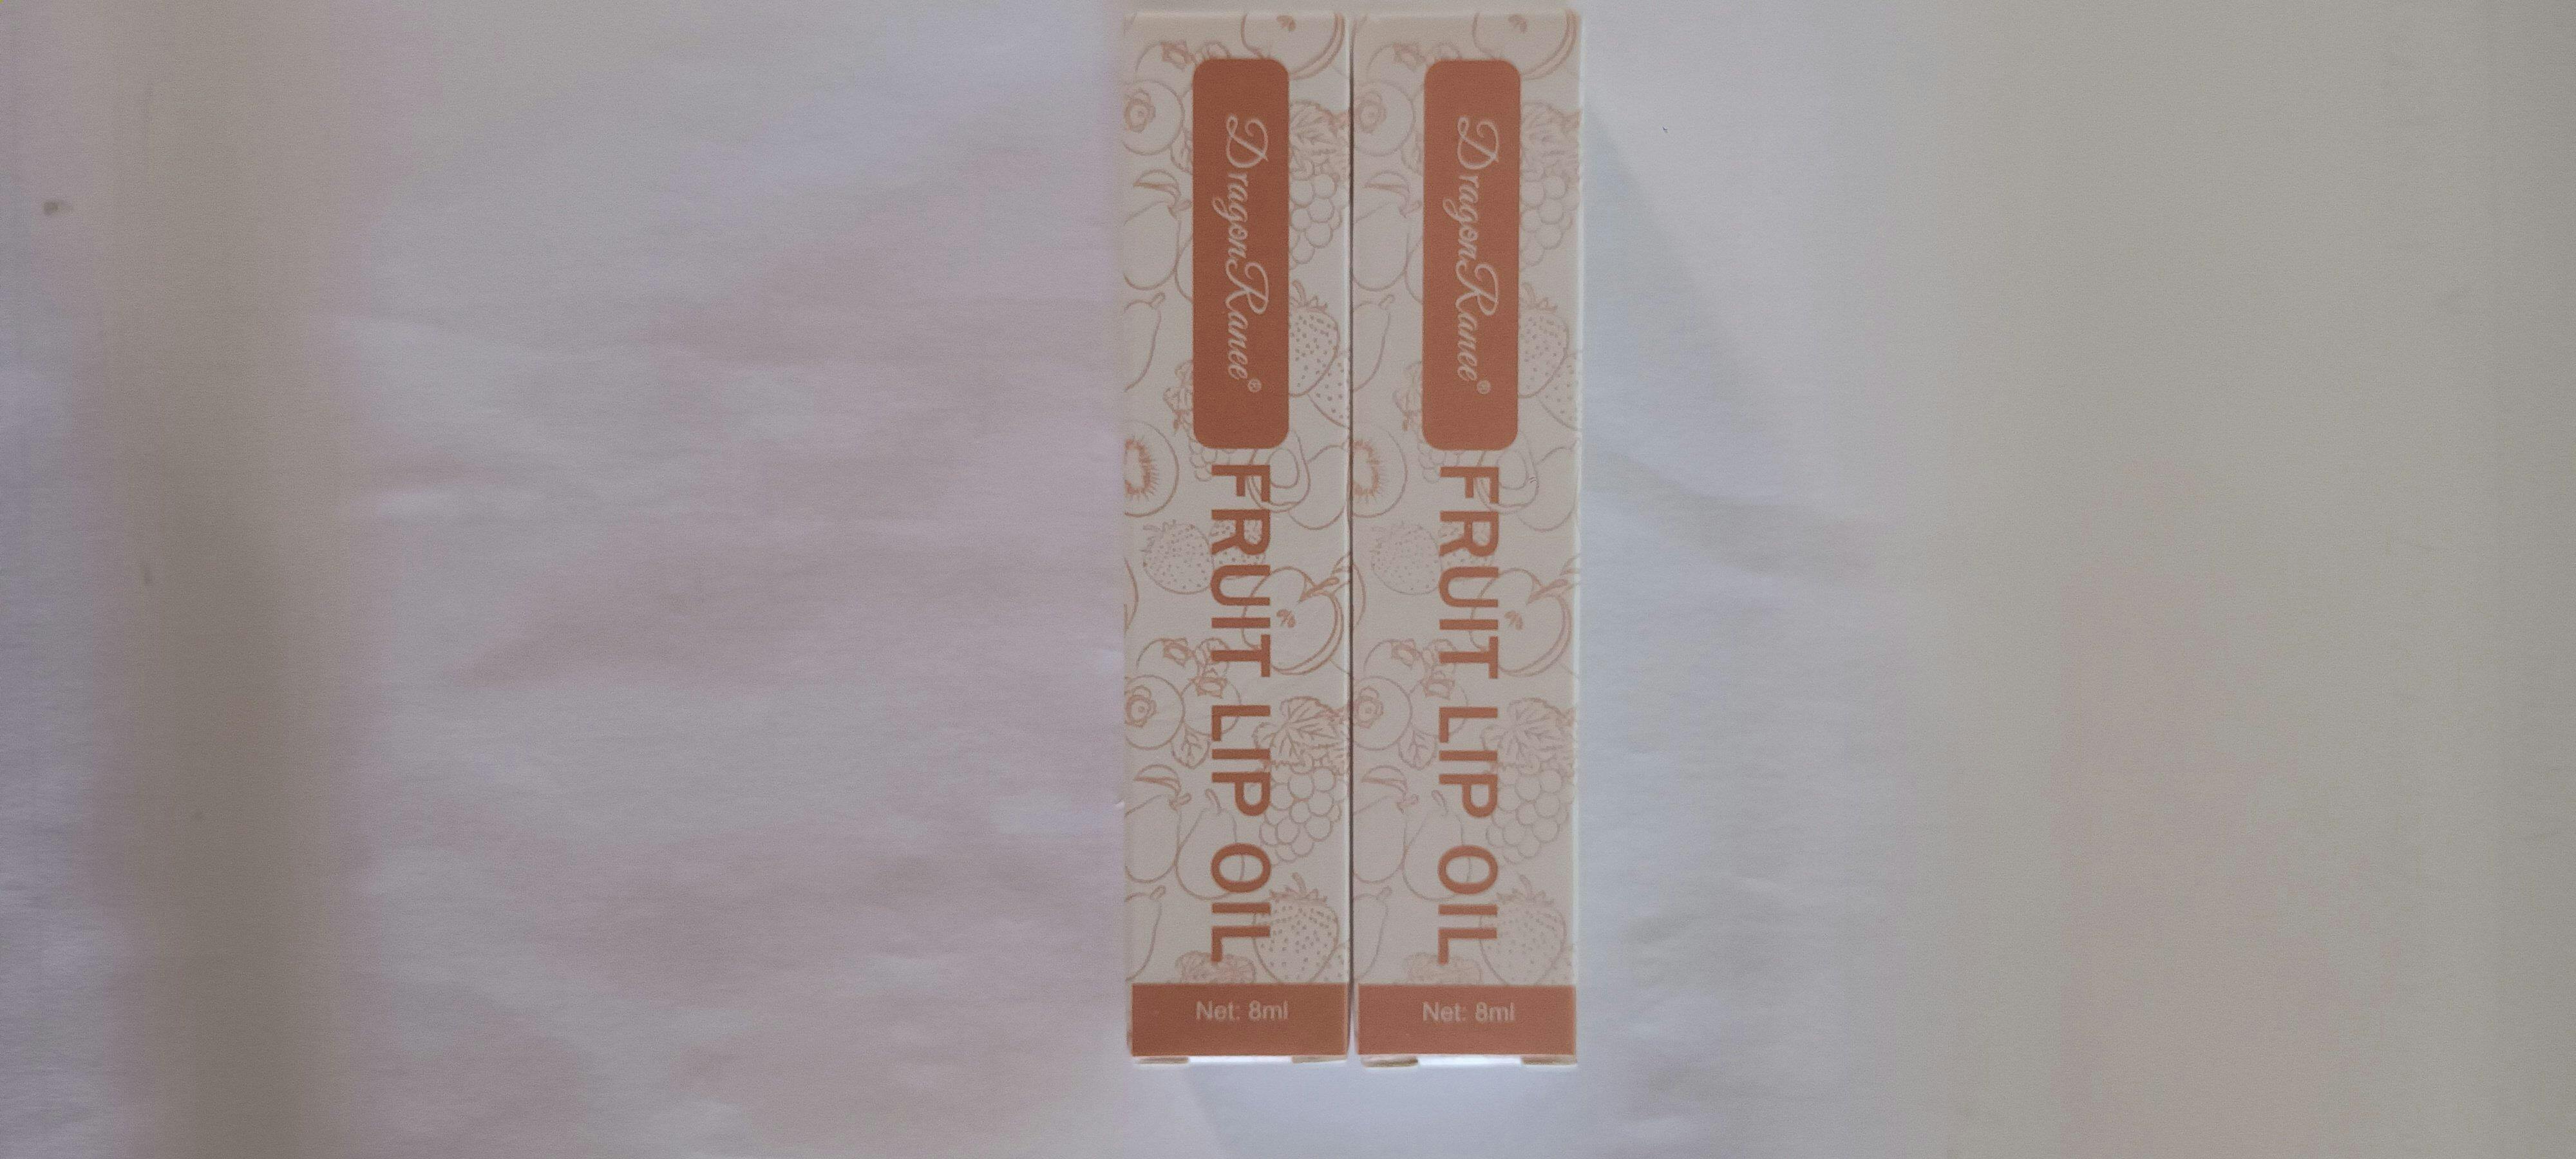 DragonRanee®
FRUIT LIP OIL
Net: 8ml
DragonRanee®
FRUIT LIP OIL
Net: 8ml